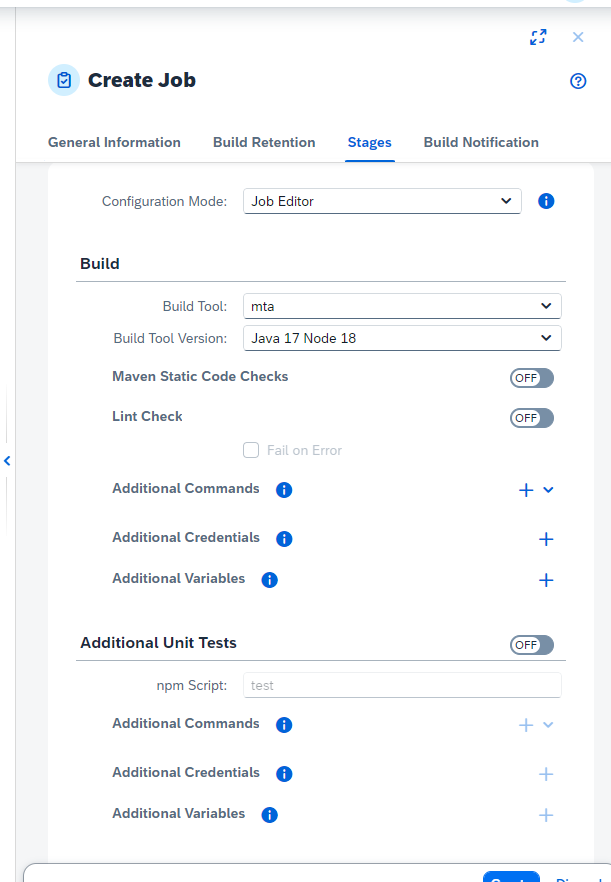 Create Job
General Information Build Retention Stages Build Notification
Configuration Mode: Job Editor
Build
Build Tool: mta
Build Tool Version: Java 17 Node 18
Maven Static Code Checks OFF
Lint Check OFF
Fail on Error
Additional Commands
Additional Credentials
Additional Variables
Additional Unit Tests OFF
npm Script: test
Additional Commands
Additional Credentials
Additional Variables